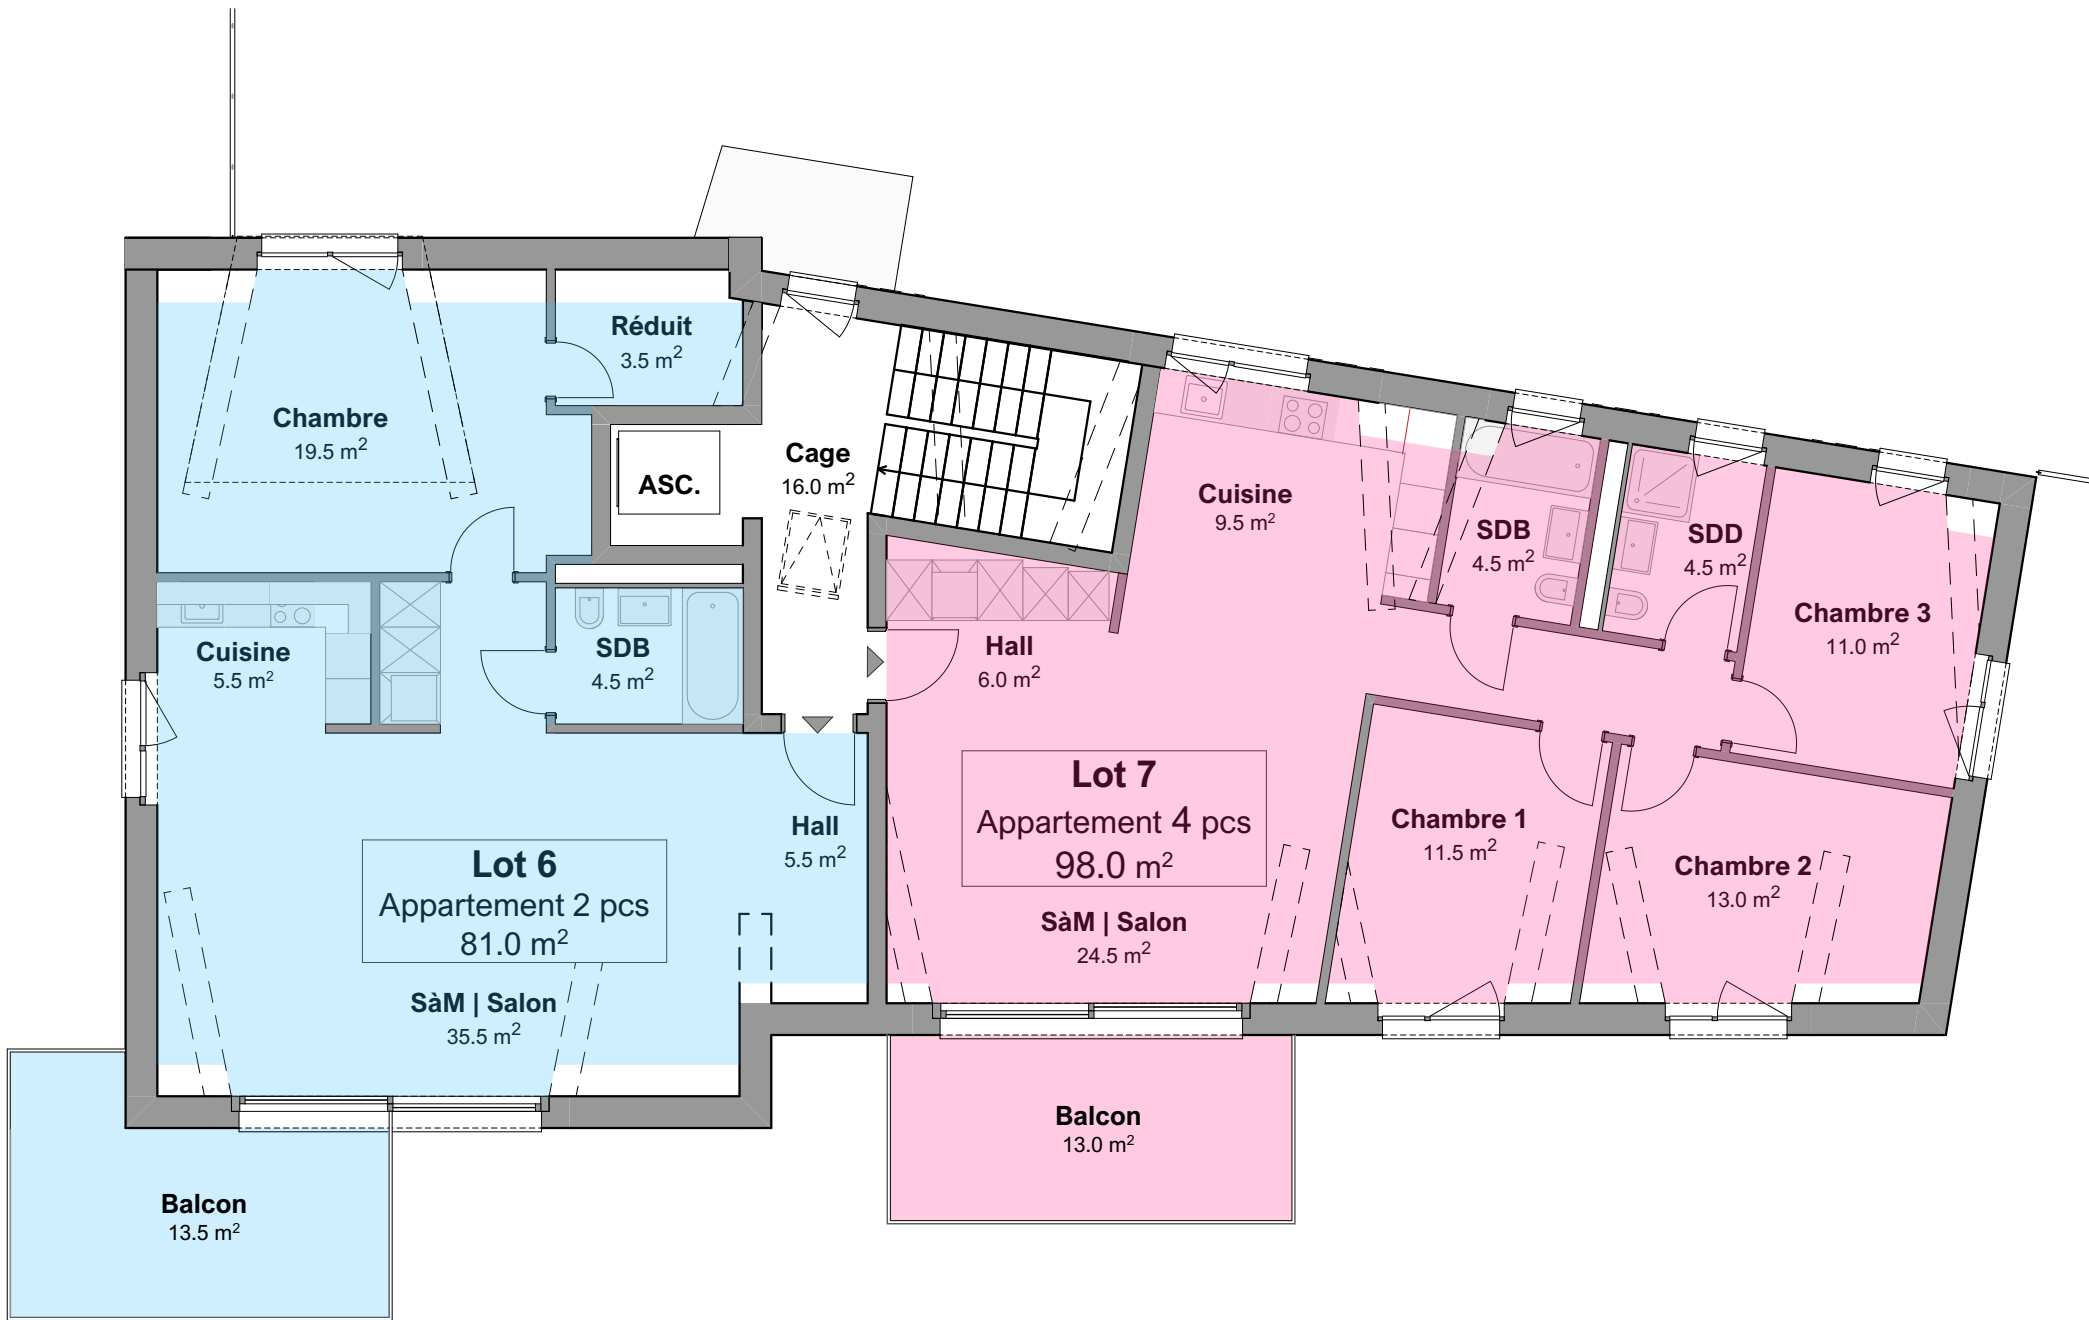 Réduit
3.5 m²
Chambre
19.5 m²
ASC.
Cage
16.0 m²
Cuisine
9.5 m²
SDB
4.5 m²
SDD
4.5 m²
Chambre 3
11.0 m²
Cuisine
5.5 m²
SDB
4.5 m²
Hall
6.0 m²
Lot 7
Appartement 4 pcs
98.0 m²
Hall
5.5 m²
Chambre 1
11.5 m²
Chambre 2
13.0 m²
Lot 6
Appartement 2 pcs
81.0 m²
SàM | Salon
24.5 m²
SàM | Salon
35.5 m²
Balcon
13.0 m²
Balcon
13.5 m²